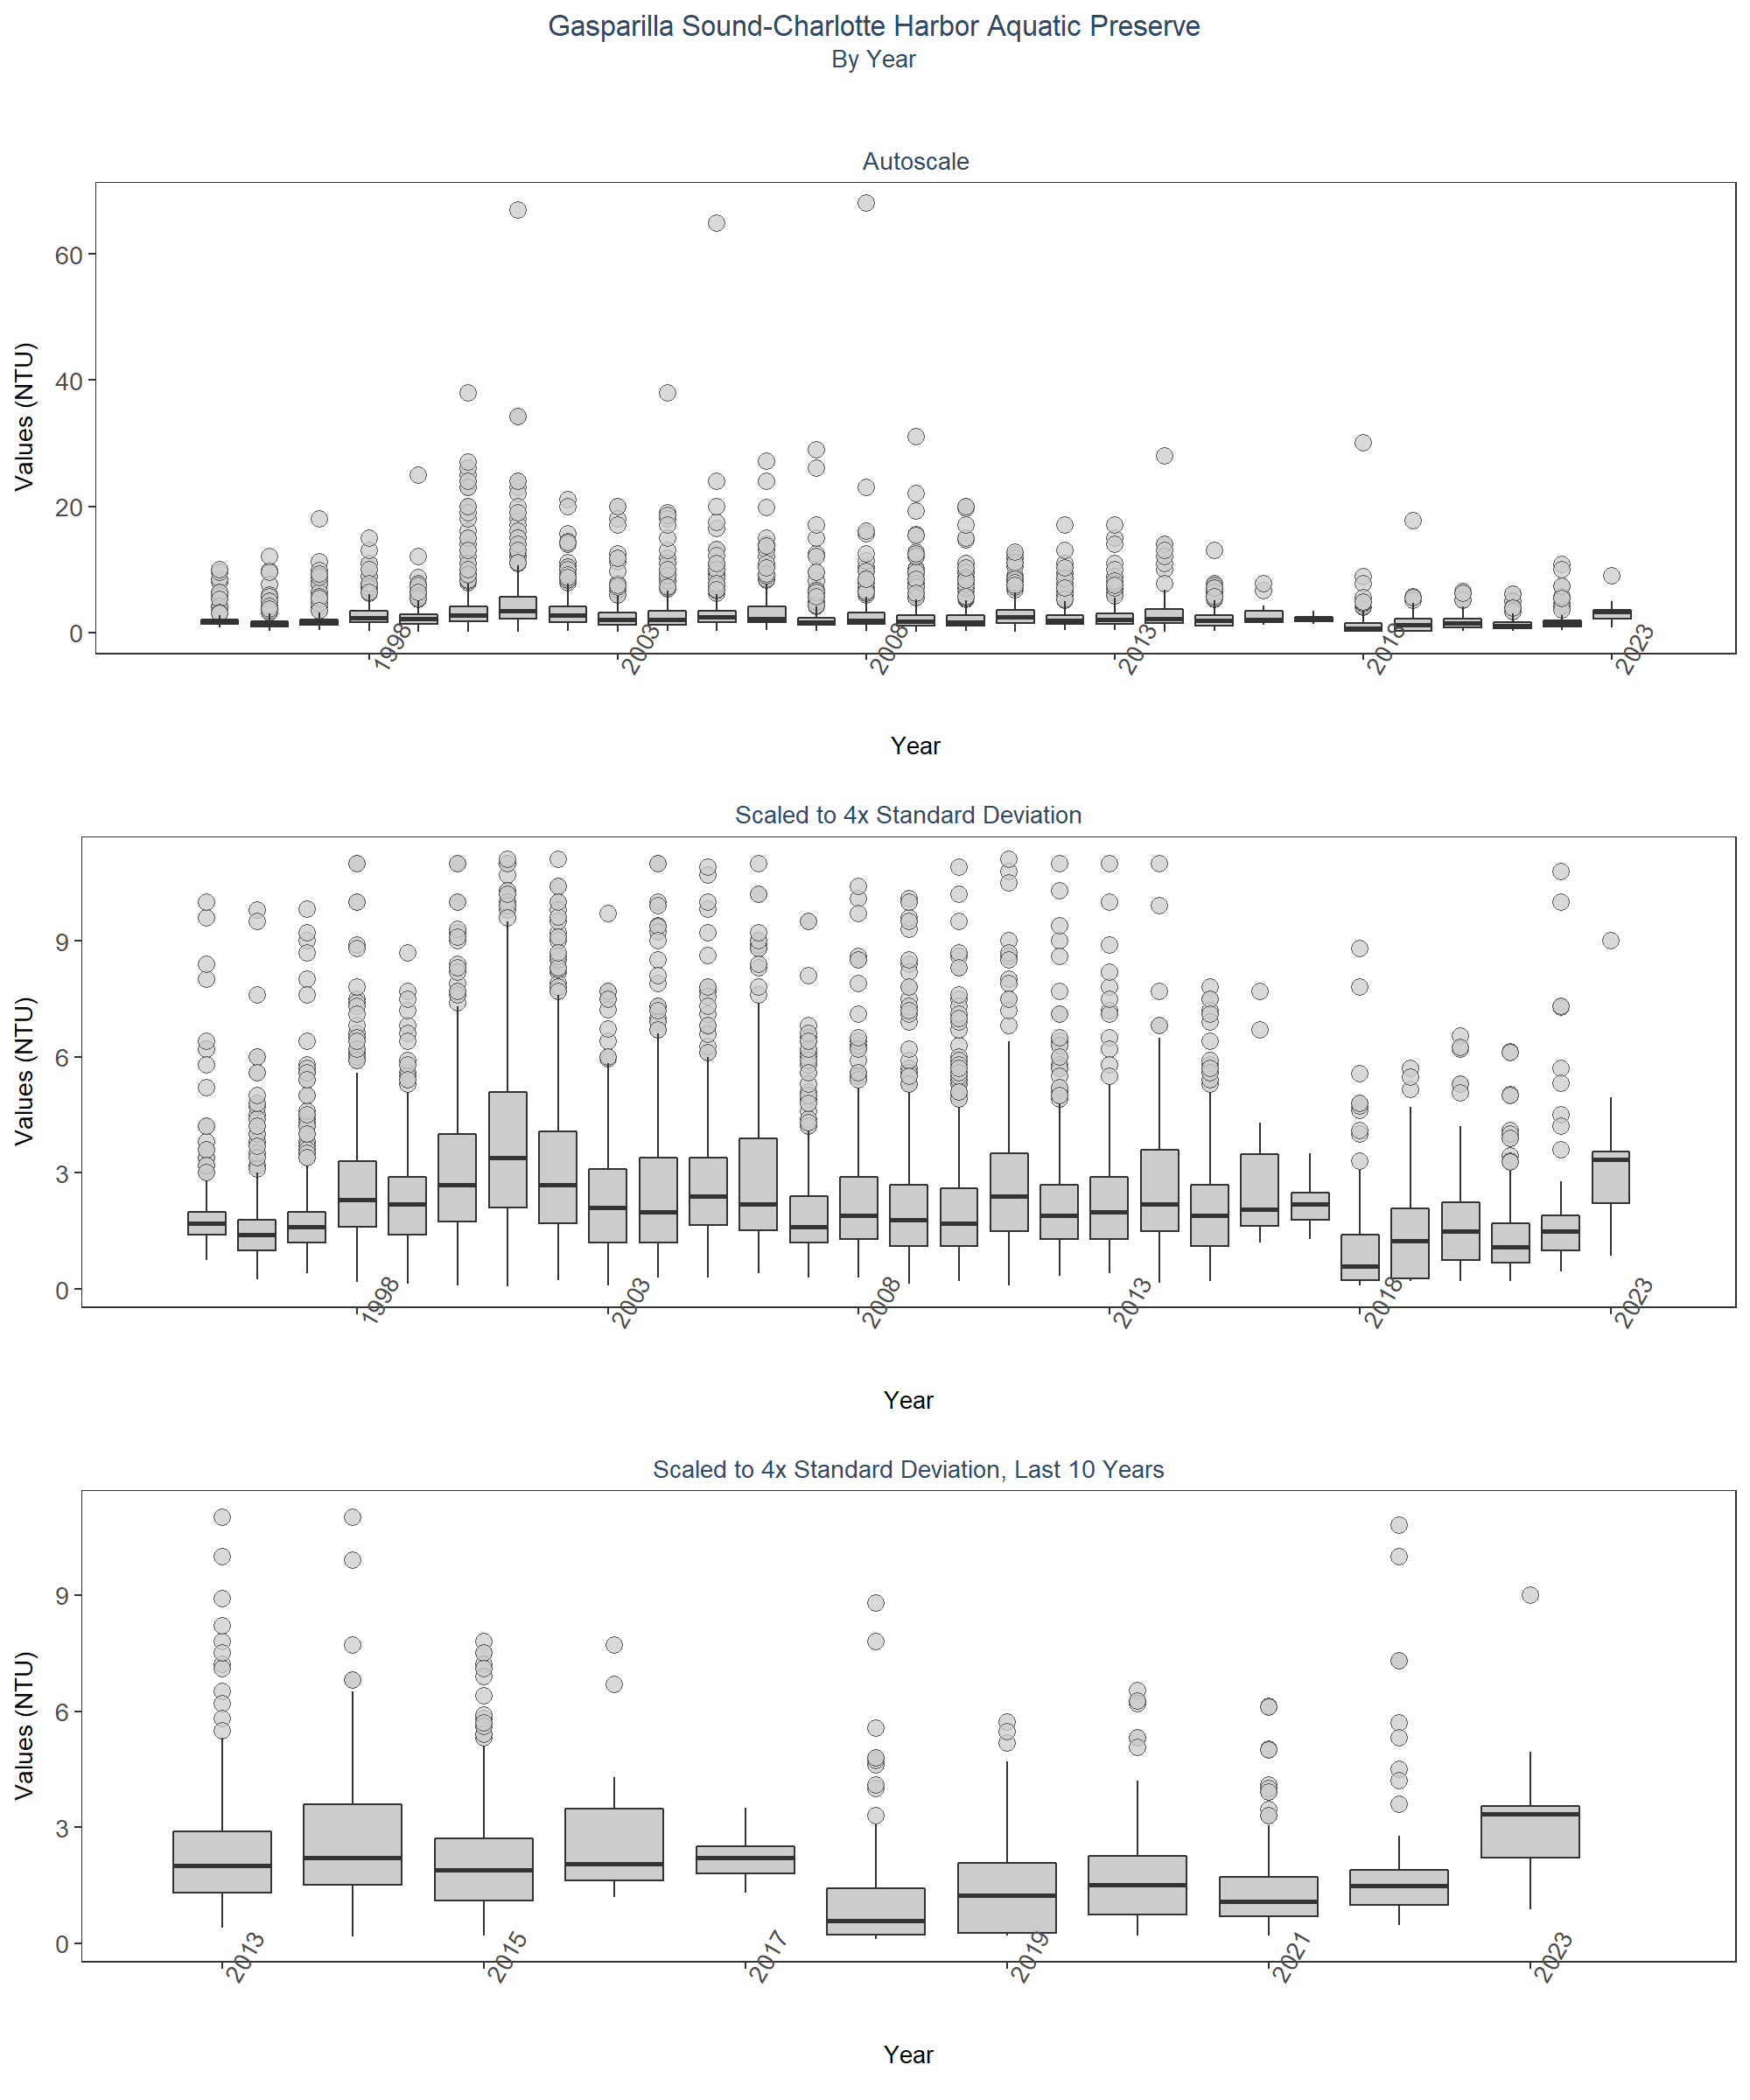 Gasparilla Sound-Charlotte Harbor Aquatic Preserve
By Year
Autoscale
Values (NTU)
60
40
20
0
1998
2003
2008
2013
2018
2023
Year
Scaled to 4x Standard Deviation
Values (NTU)
9
6
3
0
1998
2003
2008
2013
2018
2023
Year
Scaled to 4x Standard Deviation, Last 10 Years
Values (NTU)
9
6
3
0
2013
2015
2017
2019
2021
2023
Year